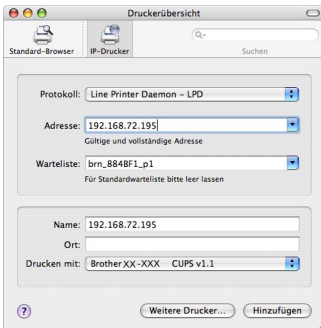 Druckerübersicht
Standard-Browser
IP-Drucker
Suchen
Protokoll: Line Printer Daemon – LPD
Adresse: 192.168.72.195
Gültige und vollständige Adresse
Warteliste: brn_884BF1_p1
Für Standardwarteliste bitte leer lassen
Name: 192.168.72.195
Ort:
Drucken mit: Brother XX-XXX CUPS v1.1
? Weitere Drucker... Hinzufügen